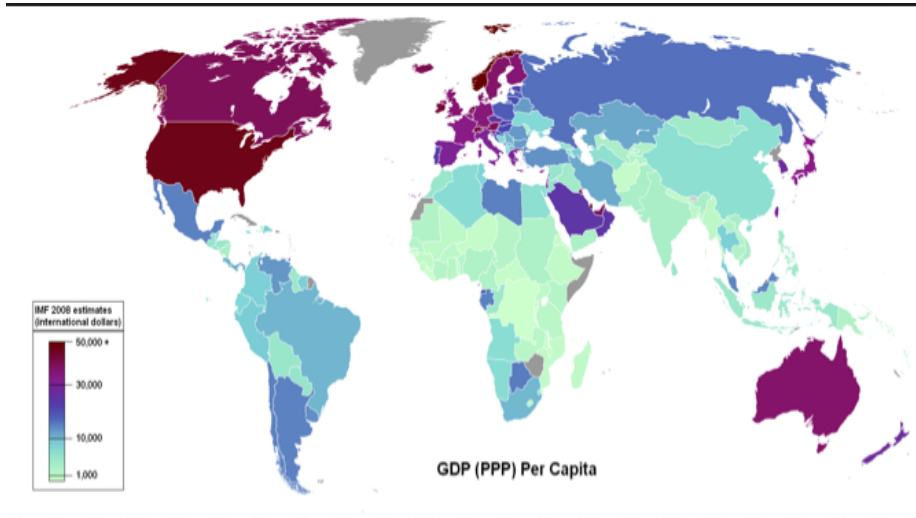 IMF 2008 estimates
(international dollars)
50,000 +
30,000
10,000
1,000
GDP (PPP) Per Capita